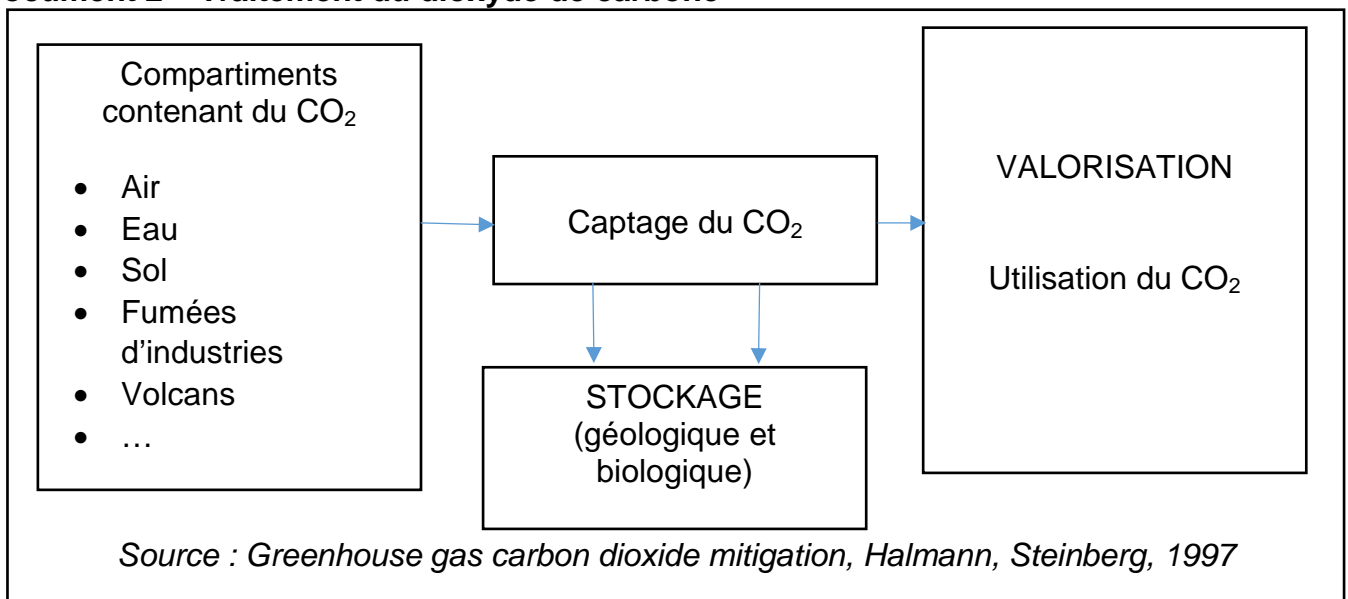 Compartiments
contenant du CO₂
• Air
• Eau
• Sol
• Fumées
d'industries
• Volcans
• …
Captage du CO₂
STOCKAGE
(géologique et
biologique)
VALORISATION
Utilisation du CO₂
Source : Greenhouse gas carbon dioxide mitigation, Halmann, Steinberg, 1997